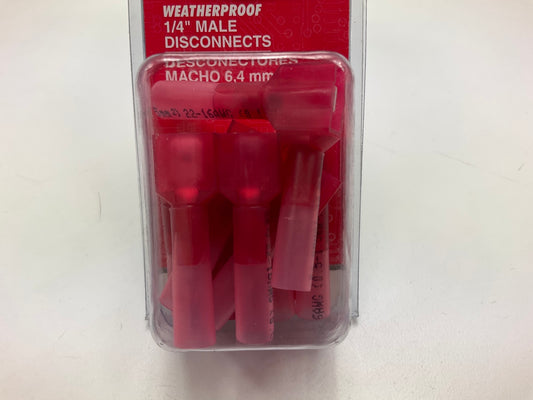 WEATHERPROOF
1/4" MALE
DISCONNECTS
DESCONECTORES
MACHO 6,4 mm
22-16AWG